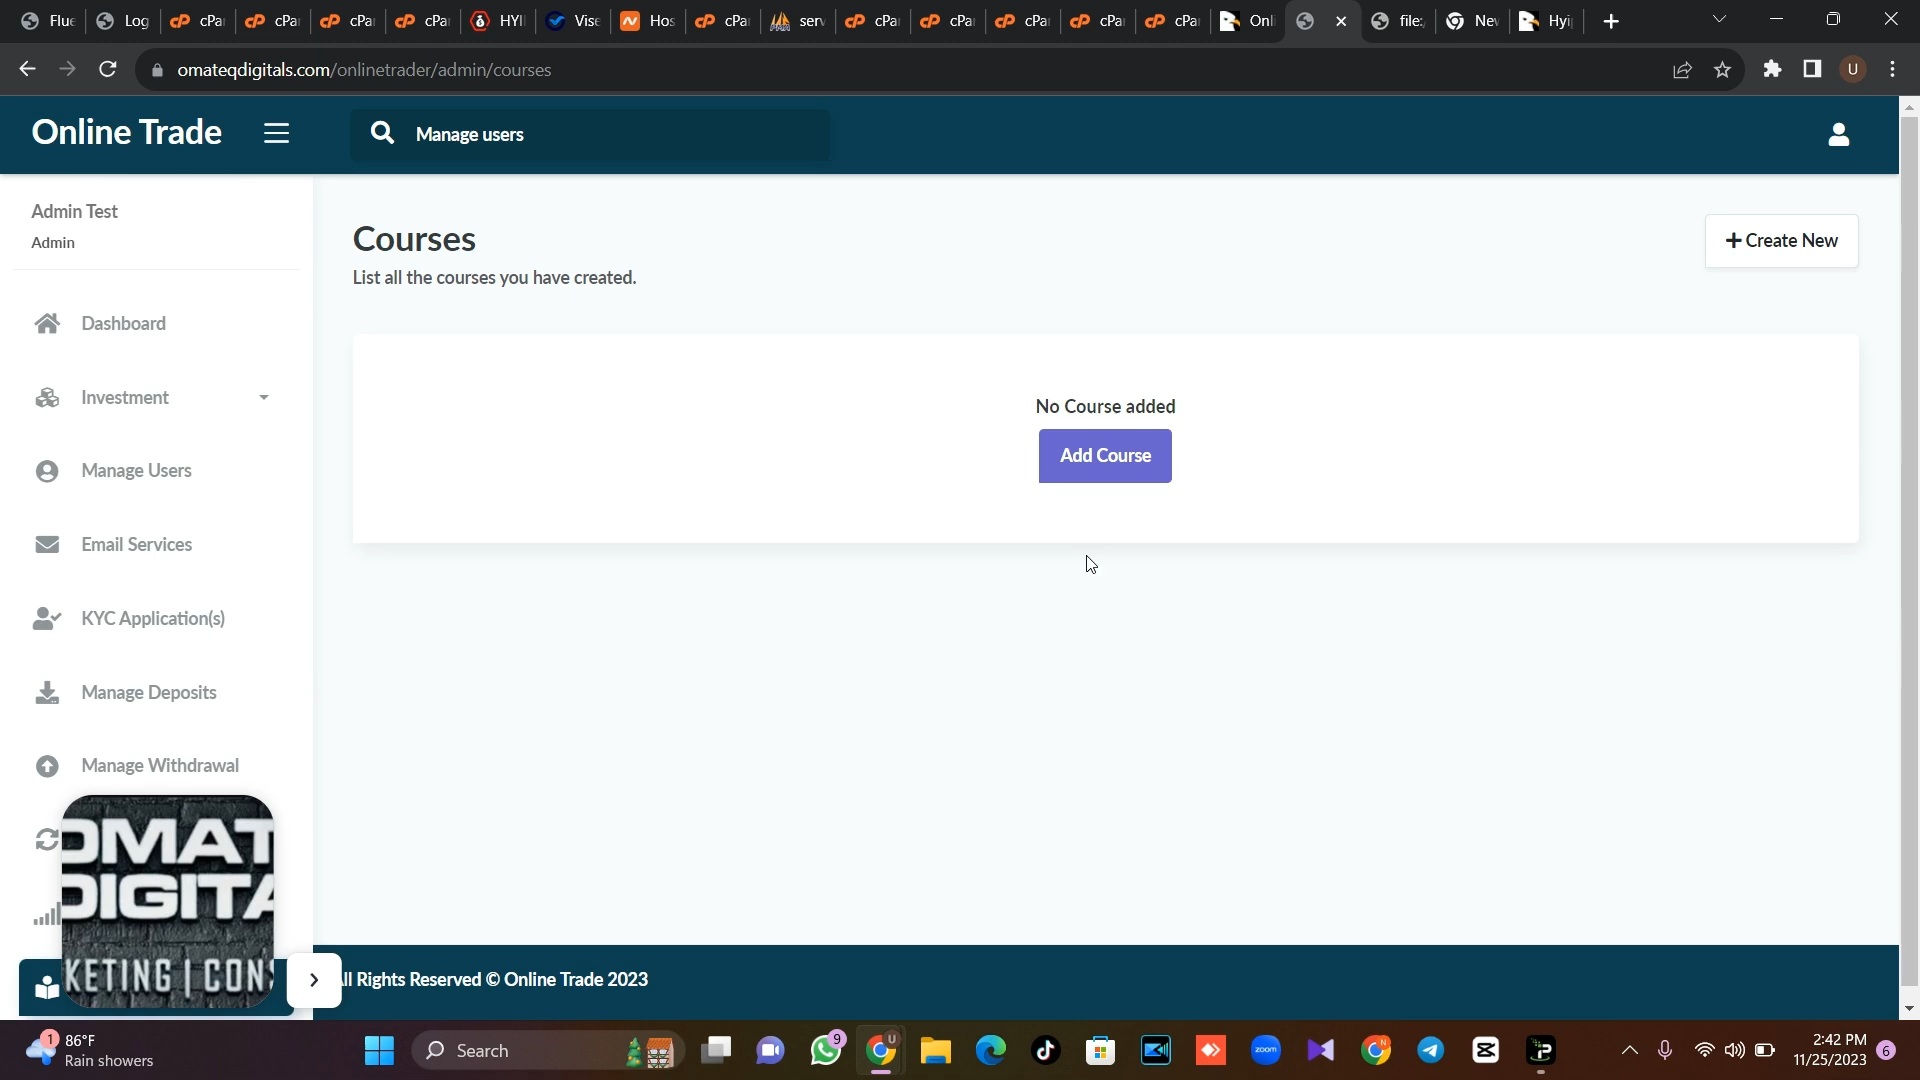 Flue
Log
cPa
cPa
cPa
cPa
HYI
Vise
Hos
cPa
serv
cPa
cPa
cPa
cPa
cPa
Onli
file:
Nev
Hyi
omateqdigitals.com/onlinetrader/admin/courses
U
Online Trade
Manage users
Admin Test
Admin
Courses
List all the courses you have created.
+ Create New
Dashboard
Investment
Manage Users
Email Services
KYC Application(s)
Manage Deposits
Manage Withdrawal
No Course added
Add Course
OMAT
DIGITA
KETING | CONS
ll Rights Reserved © Online Trade 2023
1
86°F
Rain showers
Search
9
U
zoom
N
2:42 PM
11/25/2023
6